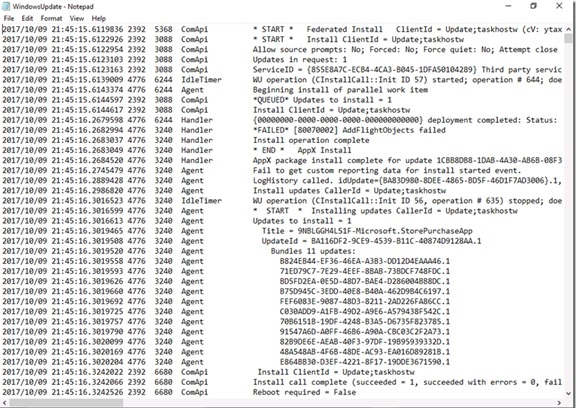 WindowsUpdate - Notepad
File Edit Format View Help
2017/10/09 21:45:15.6119836 2392 5368 ComApi * START * Federated Install ClientId = Update;taskhostw (cV: ytax
2017/10/09 21:45:15.6122926 2392 3088 ComApi * START * Install ClientId = Update;taskhostw
2017/10/09 21:45:15.6122954 2392 3088 ComApi Allow source prompts: No; Forced: No; Force quiet: No; Attempt close
2017/10/09 21:45:15.6123103 2392 3088 ComApi Updates in request: 1
2017/10/09 21:45:15.6123163 2392 3088 ComApi ServiceID = {855E8A7C-ECB4-4CA3-B045-1DFA50104289} Third party servic
2017/10/09 21:45:15.6139009 4776 6244 IdleTimer WU operation (CInstallCall::Init ID 57) started; operation # 644; doe
2017/10/09 21:45:15.6143374 4776 6244 Agent Beginning install of parallel work item
2017/10/09 21:45:15.6144597 2392 3088 ComApi *QUEUED* Updates to install = 1
2017/10/09 21:45:15.6144617 2392 3088 ComApi Install ClientId = Update;taskhostw
2017/10/09 21:45:16.2679598 4776 3240 Handler {00000000-0000-0000-0000-000000000000} deployment completed: Status:
2017/10/09 21:45:16.2682994 4776 3240 Handler *FAILED* [80070002] AddFlightObjects failed
2017/10/09 21:45:16.2683037 4776 3240 Handler Install operation complete
2017/10/09 21:45:16.2683049 4776 3240 Handler * END * AppX Install
2017/10/09 21:45:16.2684520 4776 3240 Handler AppX package install complete for update 1CBB8DB8-1DAB-4A30-AB6B-08F3
2017/10/09 21:45:16.2745479 4776 3240 Agent Fail to get custom reporting data for install started event.
2017/10/09 21:45:16.2889428 4776 3240 Agent LogHistory called. idUpdate={BA83D980-BDEE-4865-BD5F-46D1F7AD3006}.1,
2017/10/09 21:45:16.2986820 4776 3240 Agent Install updates CallerId = Update;taskhostw
2017/10/09 21:45:16.3016523 4776 3240 IdleTimer WU operation (CInstallCall::Init ID 56, operation # 635) stopped; doe
2017/10/09 21:45:16.3016599 4776 3240 Agent * START * Installing updates CallerId = Update;taskhostw
2017/10/09 21:45:16.3016613 4776 3240 Agent Updates to install = 1
2017/10/09 21:45:16.3019465 4776 3240 Agent Title = 9NBLGGH4LS1F-Microsoft.StorePurchaseApp
2017/10/09 21:45:16.3019508 4776 3240 Agent UpdateId = BA116DF2-9CE9-4539-B11C-40874D9128AA.1
2017/10/09 21:45:16.3019520 4776 3240 Agent Bundles 11 updates:
2017/10/09 21:45:16.3019558 4776 3240 Agent B824EB44-EF36-46EA-A3B3-DD12D4EAAA46.1
2017/10/09 21:45:16.3019593 4776 3240 Agent 71ED79C7-7E29-4EEF-8BAB-73BDCF748FDC.1
2017/10/09 21:45:16.3019626 4776 3240 Agent BD5FD2EA-0E5D-48D7-BAE4-D286004BB8DC.1
2017/10/09 21:45:16.3019660 4776 3240 Agent B75D945C-3EDD-40E8-B40A-462D9B4C6197.1
2017/10/09 21:45:16.3019692 4776 3240 Agent FEF6083E-9087-48D3-8211-2AD226FA86CC.1
2017/10/09 21:45:16.3019725 4776 3240 Agent C030ADD9-A1FB-49D2-A9E6-A579438F542C.1
2017/10/09 21:45:16.3019757 4776 3240 Agent 70B6151B-19DF-4248-B3A5-D6735F823785.1
2017/10/09 21:45:16.3019790 4776 3240 Agent 91547A6D-A0FF-46B6-A90A-CBC03C2F2A73.1
2017/10/09 21:45:16.3020099 4776 3240 Agent 82B9DE6E-AEAB-40F3-97DF-19B95939332D.1
2017/10/09 21:45:16.3020169 4776 3240 Agent 48A548AB-4F6B-48DE-AC93-EA016D89281B.1
2017/10/09 21:45:16.3020204 4776 3240 Agent E864BB30-D3EF-4221-8F17-19DDE3671590.1
2017/10/09 21:45:16.3242022 2392 6680 ComApi Install ClientId = Update;taskhostw
2017/10/09 21:45:16.3242066 2392 6680 ComApi Install call complete (succeeded = 1, succeeded with errors = 0, fail
2017/10/09 21:45:16.3242526 2392 6680 ComApi Reboot required = False